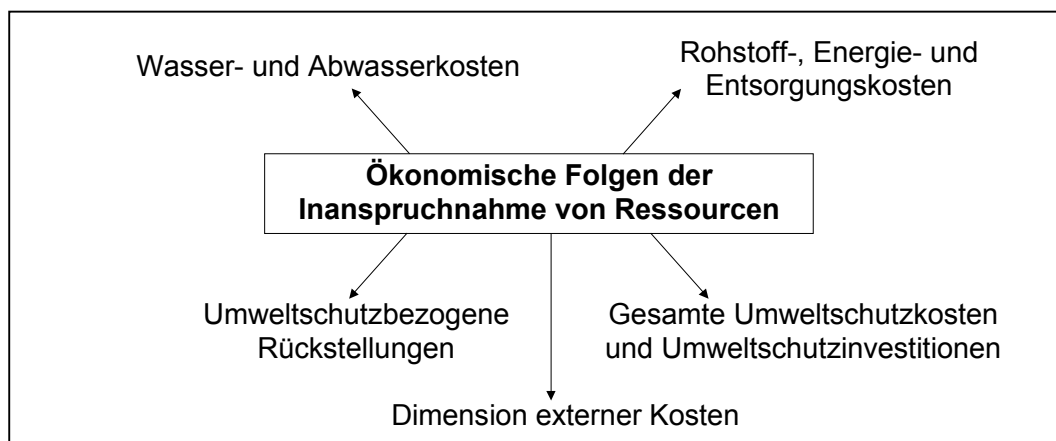 Wasser- und Abwasserkosten
Rohstoff-, Energie- und
Entsorgungskosten
Ökonomische Folgen der
Inanspruchnahme von Ressourcen
Umweltschutzbezogene
Rückstellungen
Gesamte Umweltschutzkosten
und Umweltschutzinvestitionen
Dimension externer Kosten